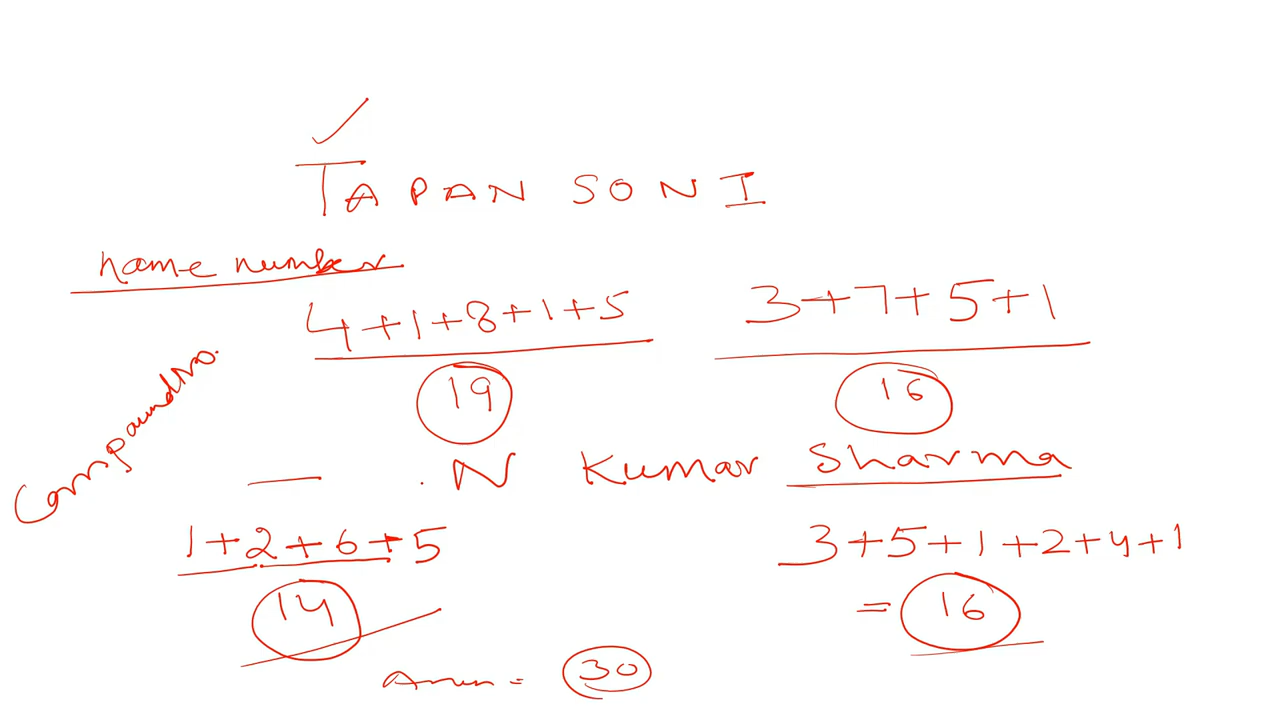 TAPAN SONI
name number
4+1+8+1+5 3+7+5+1
19 16
Compound No.
N Kumar Sharma
1+2+6+5 3+5+1+2+4+1
14 = 16
= 30